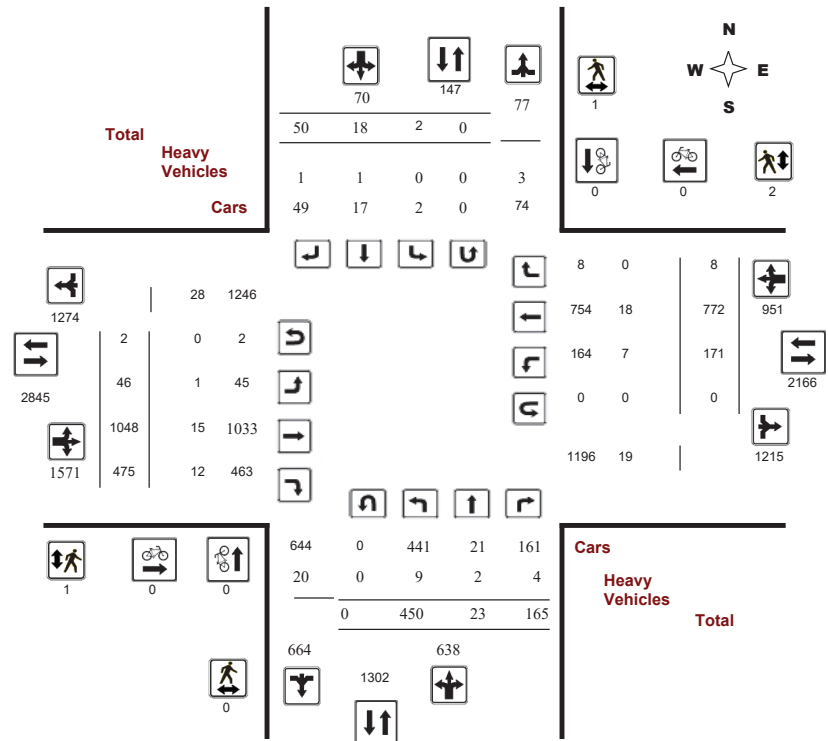 N
W E
S
70
147
77
1
Total
50 18 2 0
Heavy
Vehicles
1 1 0 0 3
Cars
49 17 2 0 74
0 0 2
1274
28 1246
8 0 8
754 18 772 951
2 0 2
164 7 171
2845
46 1 45
2166
0 0 0
1048 15 1033
1571
475 12 463
1196 19 1215
644 0 441 21 161
20 0 9 2 4
0 450 23 165
Cars
Heavy
Vehicles
Total
1 0 0
664
638
1302
0